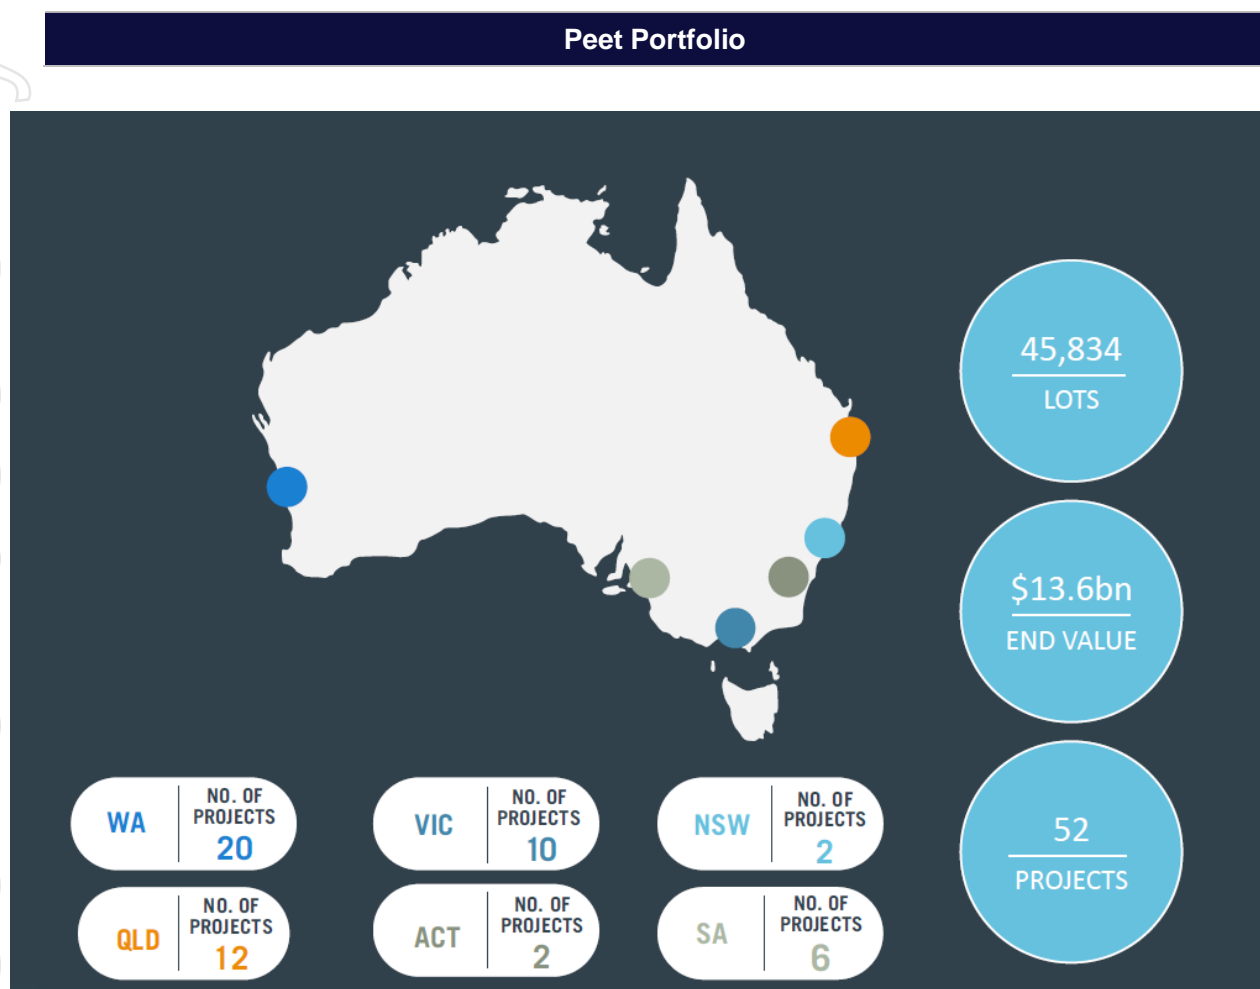 Peet Portfolio
45,834
LOTS
$13.6bn
END VALUE
52
PROJECTS
WA
NO. OF
PROJECTS
20
VIC
NO. OF
PROJECTS
10
NSW
NO. OF
PROJECTS
2
QLD
NO. OF
PROJECTS
12
ACT
NO. OF
PROJECTS
2
SA
NO. OF
PROJECTS
6